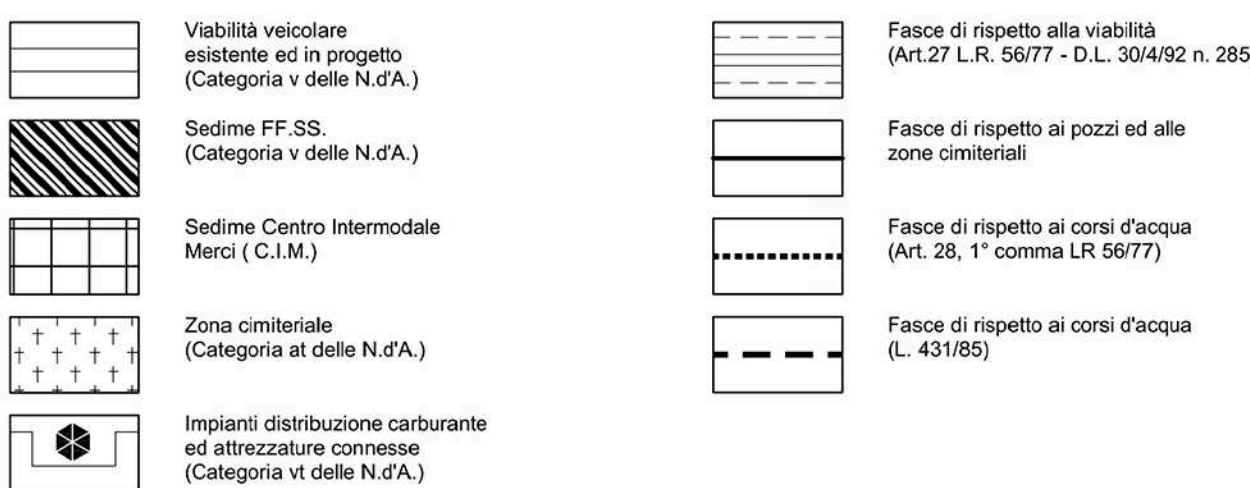 Viabilità veicolare
esistente ed in progetto
(Categoria v delle N.d'A.)
Sedime FF.SS.
(Categoria v delle N.d'A.)
Sedime Centro Intermodale
Merci ( C.I.M.)
Zona cimiteriale
(Categoria at delle N.d'A.)
Impianti distribuzione carburante
ed attrezzature connesse
(Categoria vt delle N.d'A.)
Fasce di rispetto alla viabilità
(Art.27 L.R. 56/77 - D.L. 30/4/92 n. 285
Fasce di rispetto ai pozzi ed alle
zone cimiteriali
Fasce di rispetto ai corsi d'acqua
(Art. 28, 1° comma LR 56/77)
Fasce di rispetto ai corsi d'acqua
(L. 431/85)